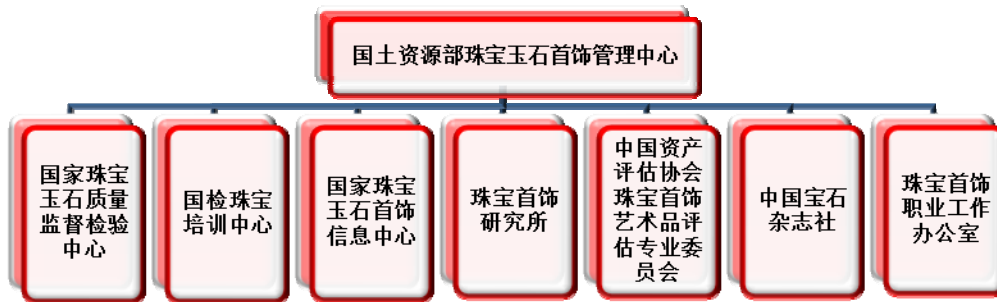 国土资源部珠宝玉石首饰管理中心
国家珠宝
玉石质量
监督检验
中心
国检珠宝
培训中心
国家珠宝
玉石首饰
信息中心
珠宝首饰
研究所
中国资产
评估协会
珠宝首饰
艺术品评
估专业委
员会
中国宝石
杂志社
珠宝首饰
职业工作
办公室